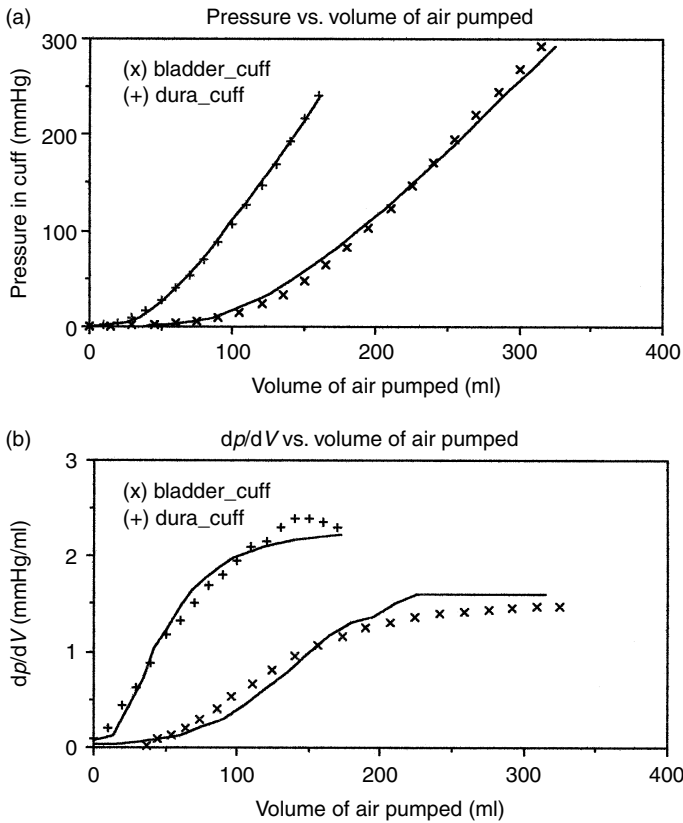 (a)
Pressure vs. volume of air pumped
300
200
100
0
Pressure in cuff (mmHg)
(x) bladder_cuff
(+) dura_cuff
0 100 200 300 400
Volume of air pumped (ml)
(b)
dp/dV vs. volume of air pumped
3
2
1
0
dp/dV (mmHg/ml)
(x) bladder_cuff
(+) dura_cuff
0 100 200 300 400
Volume of air pumped (ml)